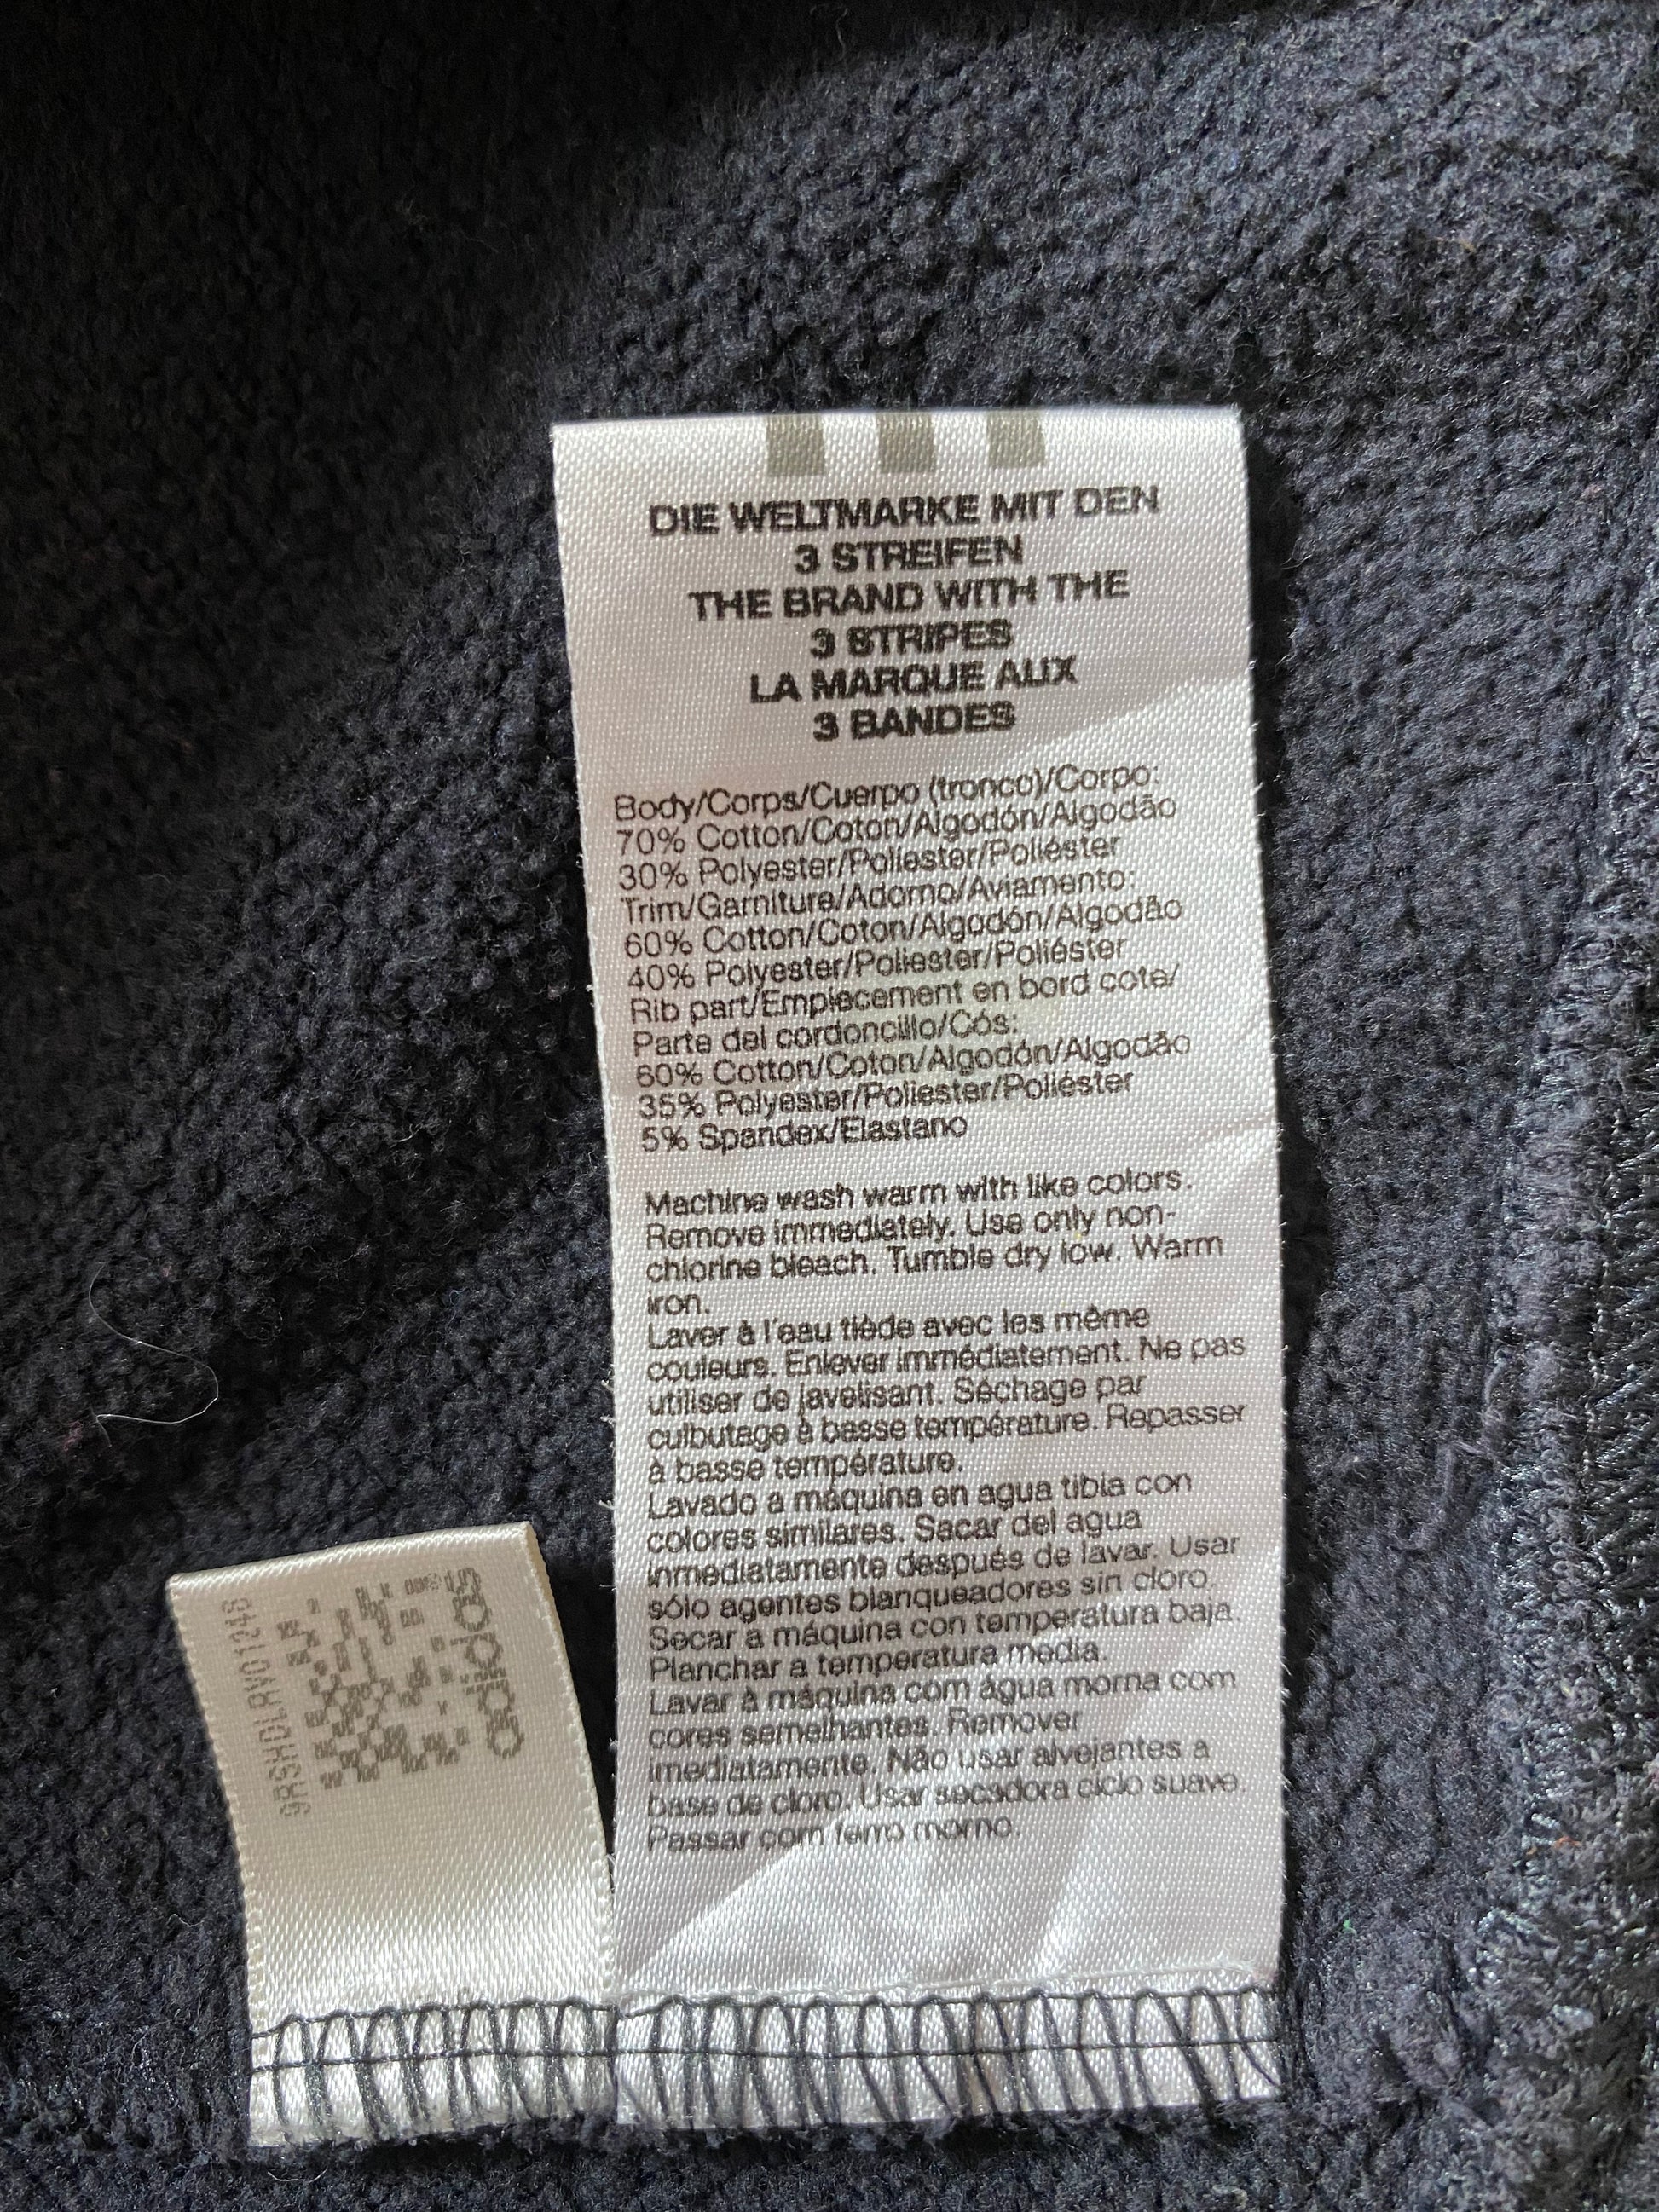 DIE WELTMARKE MIT DEN
3 STREIFEN
THE BRAND WITH THE
3 STRIPES
LA MARQUE AUX
3 BANDES
Body/Corps/Cuerpo (tronco)/Corpo:
70% Cotton/Coton/Algodón/Algodão
30% Polyester/Poliester/Poliéster
Trim/Garniture/Adorno/Aviamento:
60% Cotton/Coton/Algodón/Algodão
40% Polyester/Poliester/Poliéster
Rib part/Empiecement en bord cote/
Parte del cordoncillo/Cós:
60% Cotton/Coton/Algodón/Algodão
35% Polyester/Poliester/Poliéster
5% Spandex/Elastano
Machine wash warm with like colors.
Remove immediately. Use only non-
chlorine bleach. Tumble dry low. Warm
iron.
Laver à l'eau tiède avec les même
couleurs. Enlever immédiatement. Ne pas
utiliser de javelisant. Séchage par
culbutage à basse température. Repasser
à basse température.
Lavado a máquina en agua tibia con
colores similares. Sacar del agua
inmediatamente después de lavar. Usar
sólo agentes blanqueadores sin cloro.
Secar a máquina con temperatura baja.
Planchar a temperatura media.
Lavar à máquina com água morna com
cores semelhantes. Remover
imediatamente. Não usar alvejantes a
base de cloro. Usar secadora ciclo suave.
Passar com ferro morno.
adidas